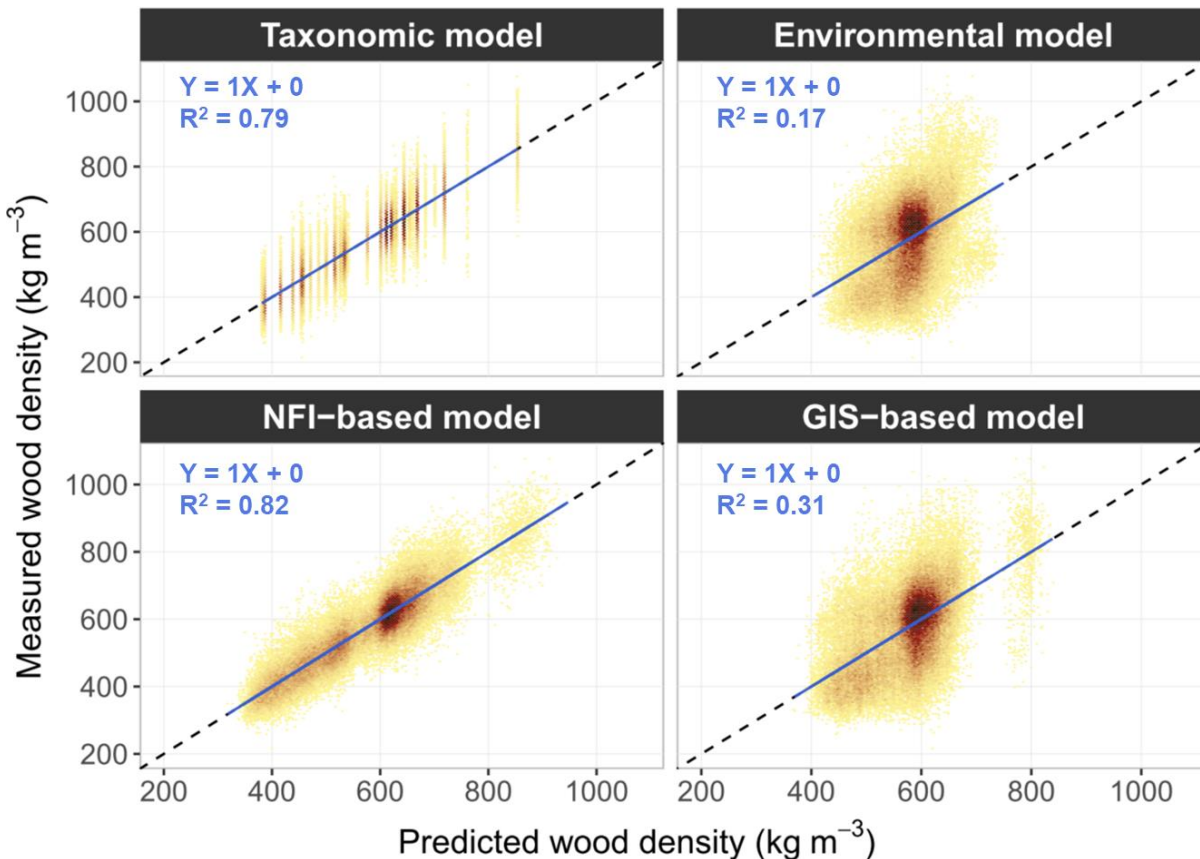 Taxonomic model
Environmental model
Y = 1X + 0
R² = 0.79
Y = 1X + 0
R² = 0.17
1000
800
600
400
200
NFI−based model
GIS−based model
Y = 1X + 0
R² = 0.82
Y = 1X + 0
R² = 0.31
1000
800
600
400
200
200 400 600 800 1000
200 400 600 800 1000
Measured wood density (kg m⁻³)
Predicted wood density (kg m⁻³)